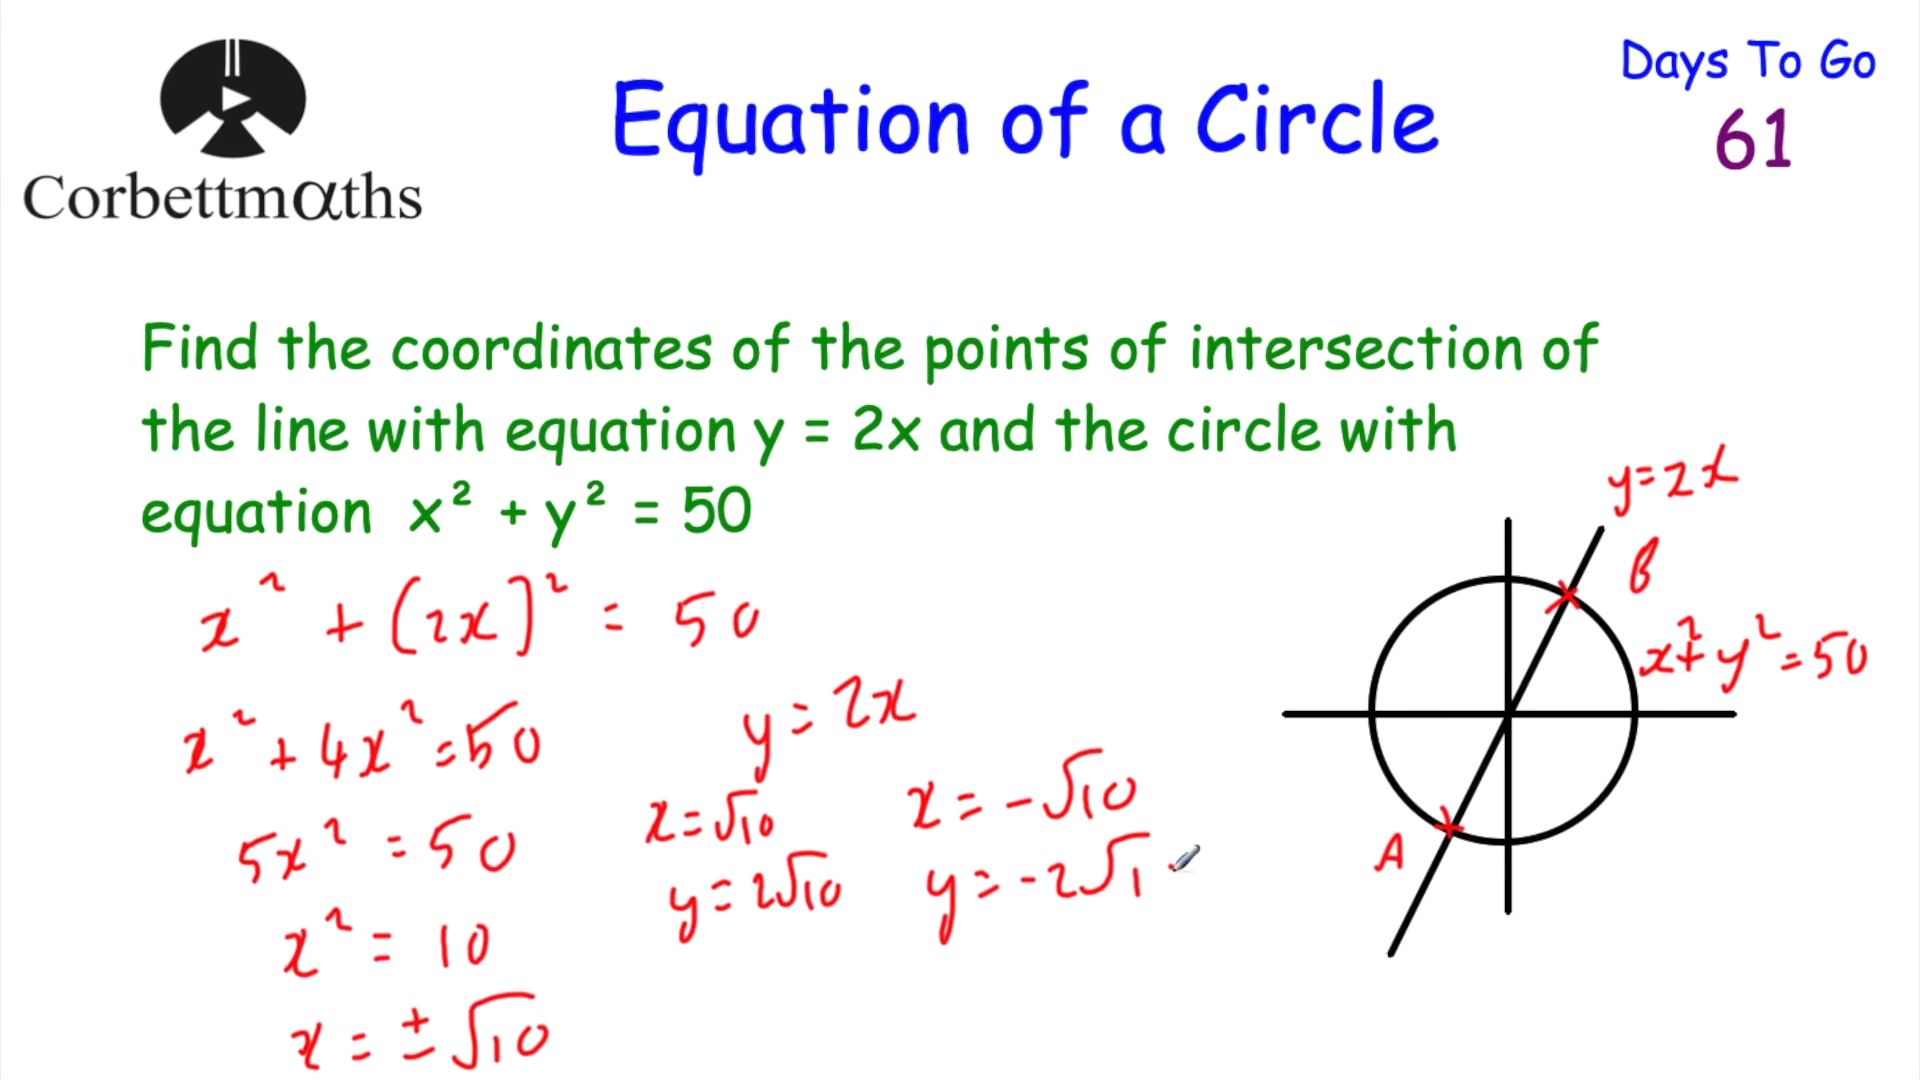 Corbettmαths
Equation of a Circle
Days To Go
61
Find the coordinates of the points of intersection of
the line with equation y = 2x and the circle with
equation x² + y² = 50
x² + (2x)² = 50
x² + 4x² = 50
5x² = 50
x² = 10
x = ± √10
y = 2x
x = √10
y = 2√10
x = -√10
y = -2√1
y = 2x
B
x² + y² = 50
A